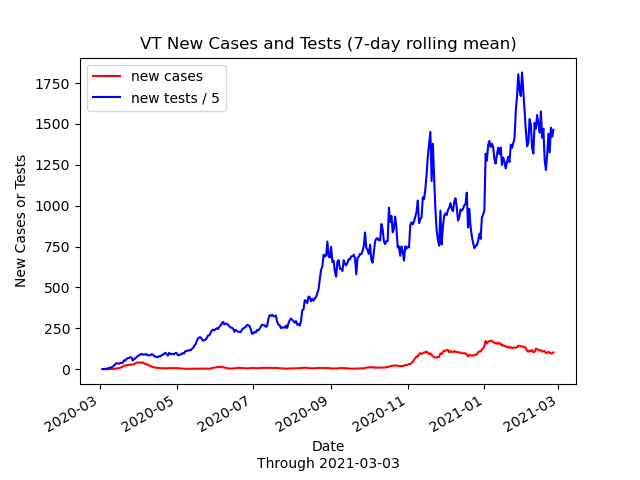 VT New Cases and Tests (7-day rolling mean)
new cases
new tests / 5
New Cases or Tests
1750
1500
1250
1000
750
500
250
0
2020-03
2020-05
2020-07
2020-09
2020-11
2021-01
2021-03
Date
Through 2021-03-03